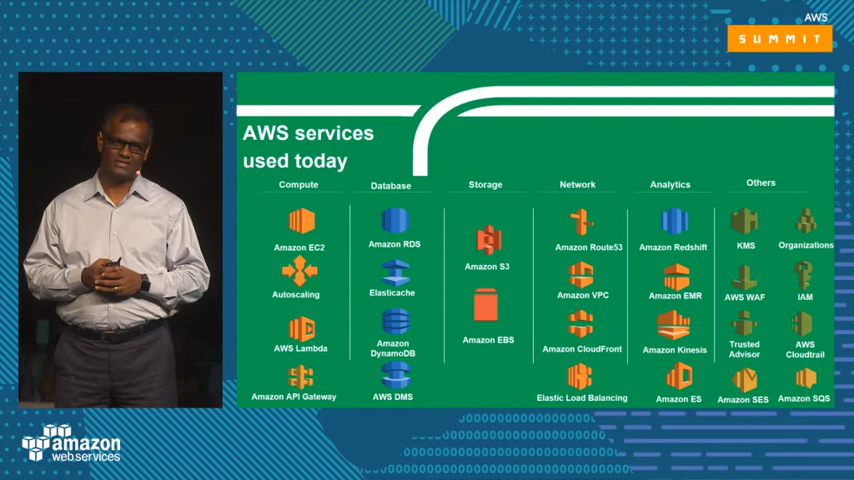 AWS
SUMMIT
AWS services
used today
Compute
Database
Storage
Network
Analytics
Others
Amazon EC2
Autoscaling
AWS Lambda
Amazon API Gateway
Amazon RDS
Elasticache
Amazon
DynamoDB
AWS DMS
Amazon S3
Amazon EBS
Amazon Route53
Amazon VPC
Amazon CloudFront
Elastic Load Balancing
Amazon Redshift
Amazon EMR
Amazon Kinesis
Amazon ES
KMS
Organizations
AWS WAF
IAM
Trusted
Advisor
AWS
Cloudtrail
Amazon SES
Amazon SQS
amazon
webservices